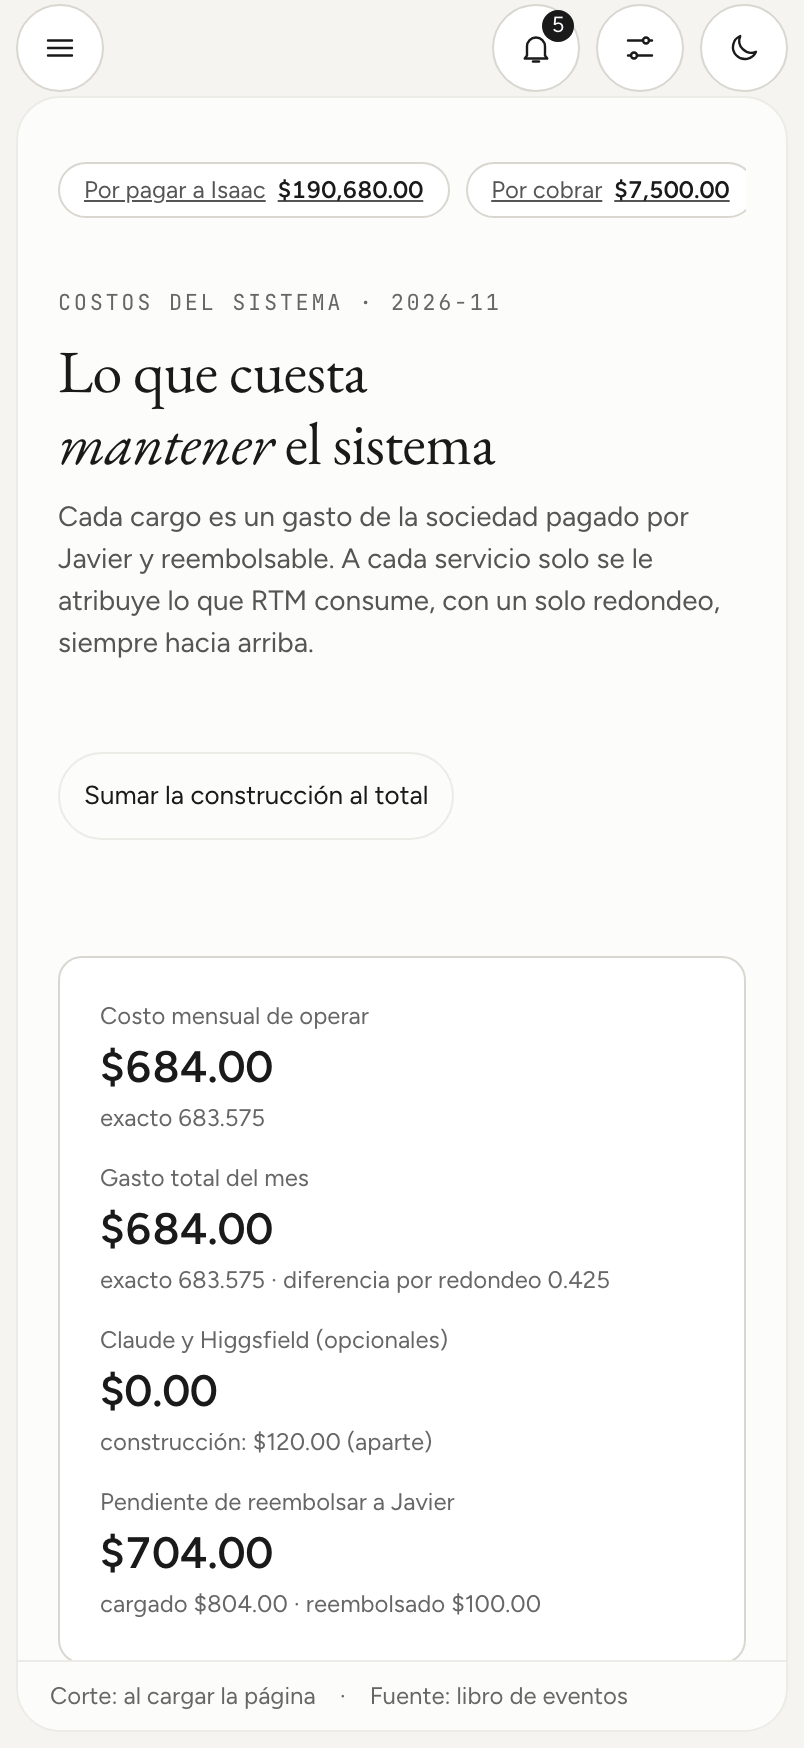 5
Por pagar a Isaac $190,680.00 Por cobrar $7,500.00
COSTOS DEL SISTEMA · 2026-11
Lo que cuesta
mantener el sistema
Cada cargo es un gasto de la sociedad pagado por
Javier y reembolsable. A cada servicio solo se le
atribuye lo que RTM consume, con un solo redondeo,
siempre hacia arriba.
Sumar la construcción al total
Costo mensual de operar
$684.00
exacto 683.575
Gasto total del mes
$684.00
exacto 683.575 · diferencia por redondeo 0.425
Claude y Higgsfield (opcionales)
$0.00
construcción: $120.00 (aparte)
Pendiente de reembolsar a Javier
$704.00
cargado $804.00 · reembolsado $100.00
Corte: al cargar la página · Fuente: libro de eventos